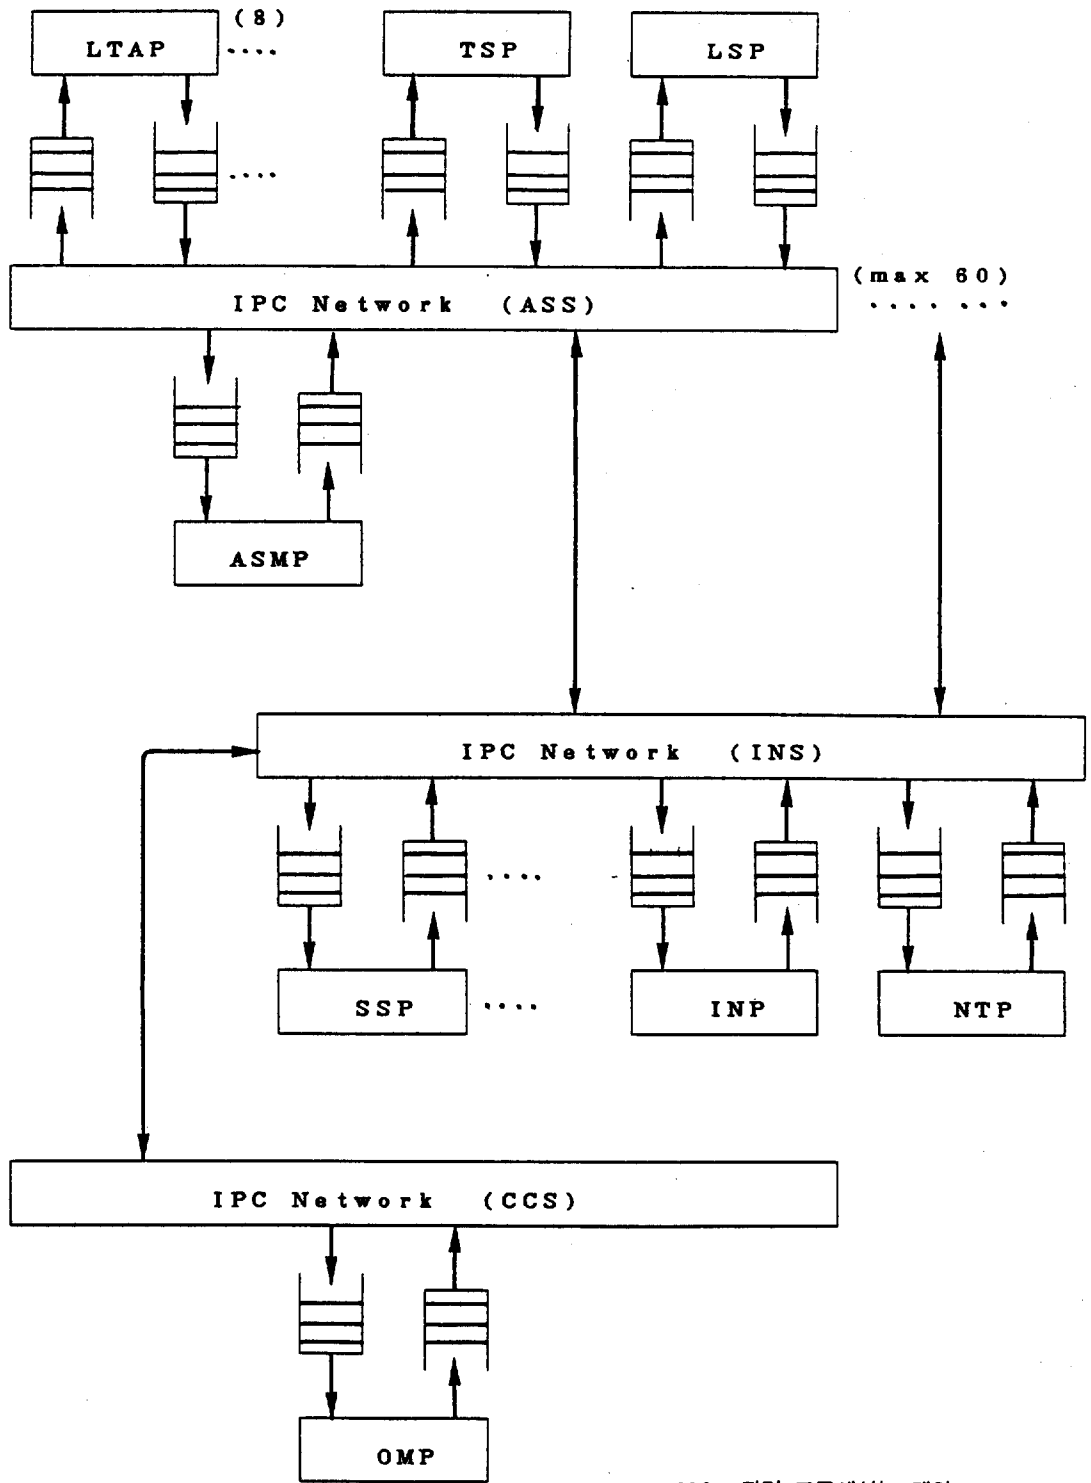 (8)
LTAP
....
TSP
LSP
....
IPC Network (ASS)
(max 60)
.... ...
ASMP
IPC Network (INS)
....
SSP
....
INP
NTP
IPC Network (CCS)
OMP